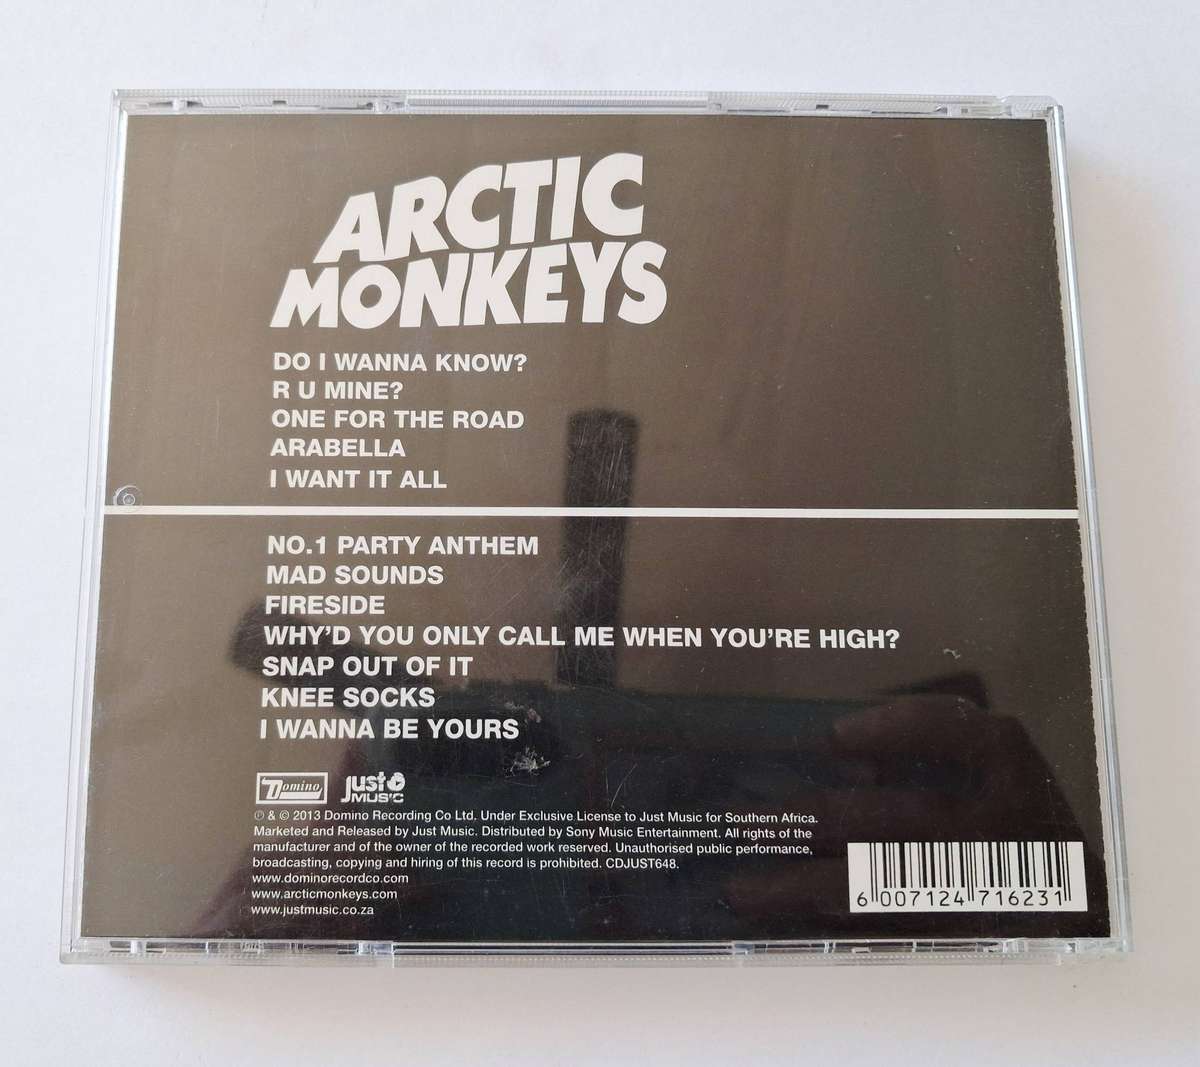 ARCTIC
MONKEYS
DO I WANNA KNOW?
R U MINE?
ONE FOR THE ROAD
ARABELLA
I WANT IT ALL
NO.1 PARTY ANTHEM
MAD SOUNDS
FIRESIDE
WHY'D YOU ONLY CALL ME WHEN YOU'RE HIGH?
SNAP OUT OF IT
KNEE SOCKS
I WANNA BE YOURS
Domino
just
MUSIC
℗ & © 2013 Domino Recording Co Ltd. Under Exclusive License to Just Music for Southern Africa.
Marketed and Released by Just Music. Distributed by Sony Music Entertainment. All rights of the
manufacturer and of the owner of the recorded work reserved. Unauthorised public performance,
broadcasting, copying and hiring of this record is prohibited. CDJUST648.
www.dominorecordco.com
www.arcticmonkeys.com
www.justmusic.co.za
6 007124 716231